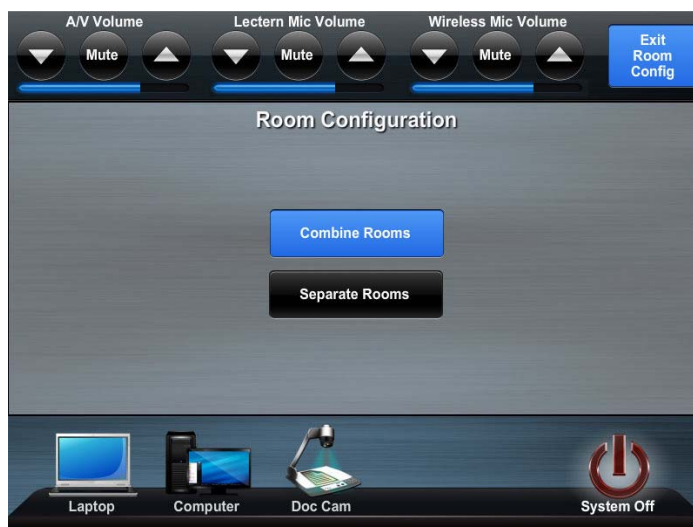 A/V Volume
Lectern Mic Volume
Wireless Mic Volume
Mute
Mute
Mute
Exit
Room
Config
Room Configuration
Combine Rooms
Separate Rooms
Laptop
Computer
Doc Cam
System Off